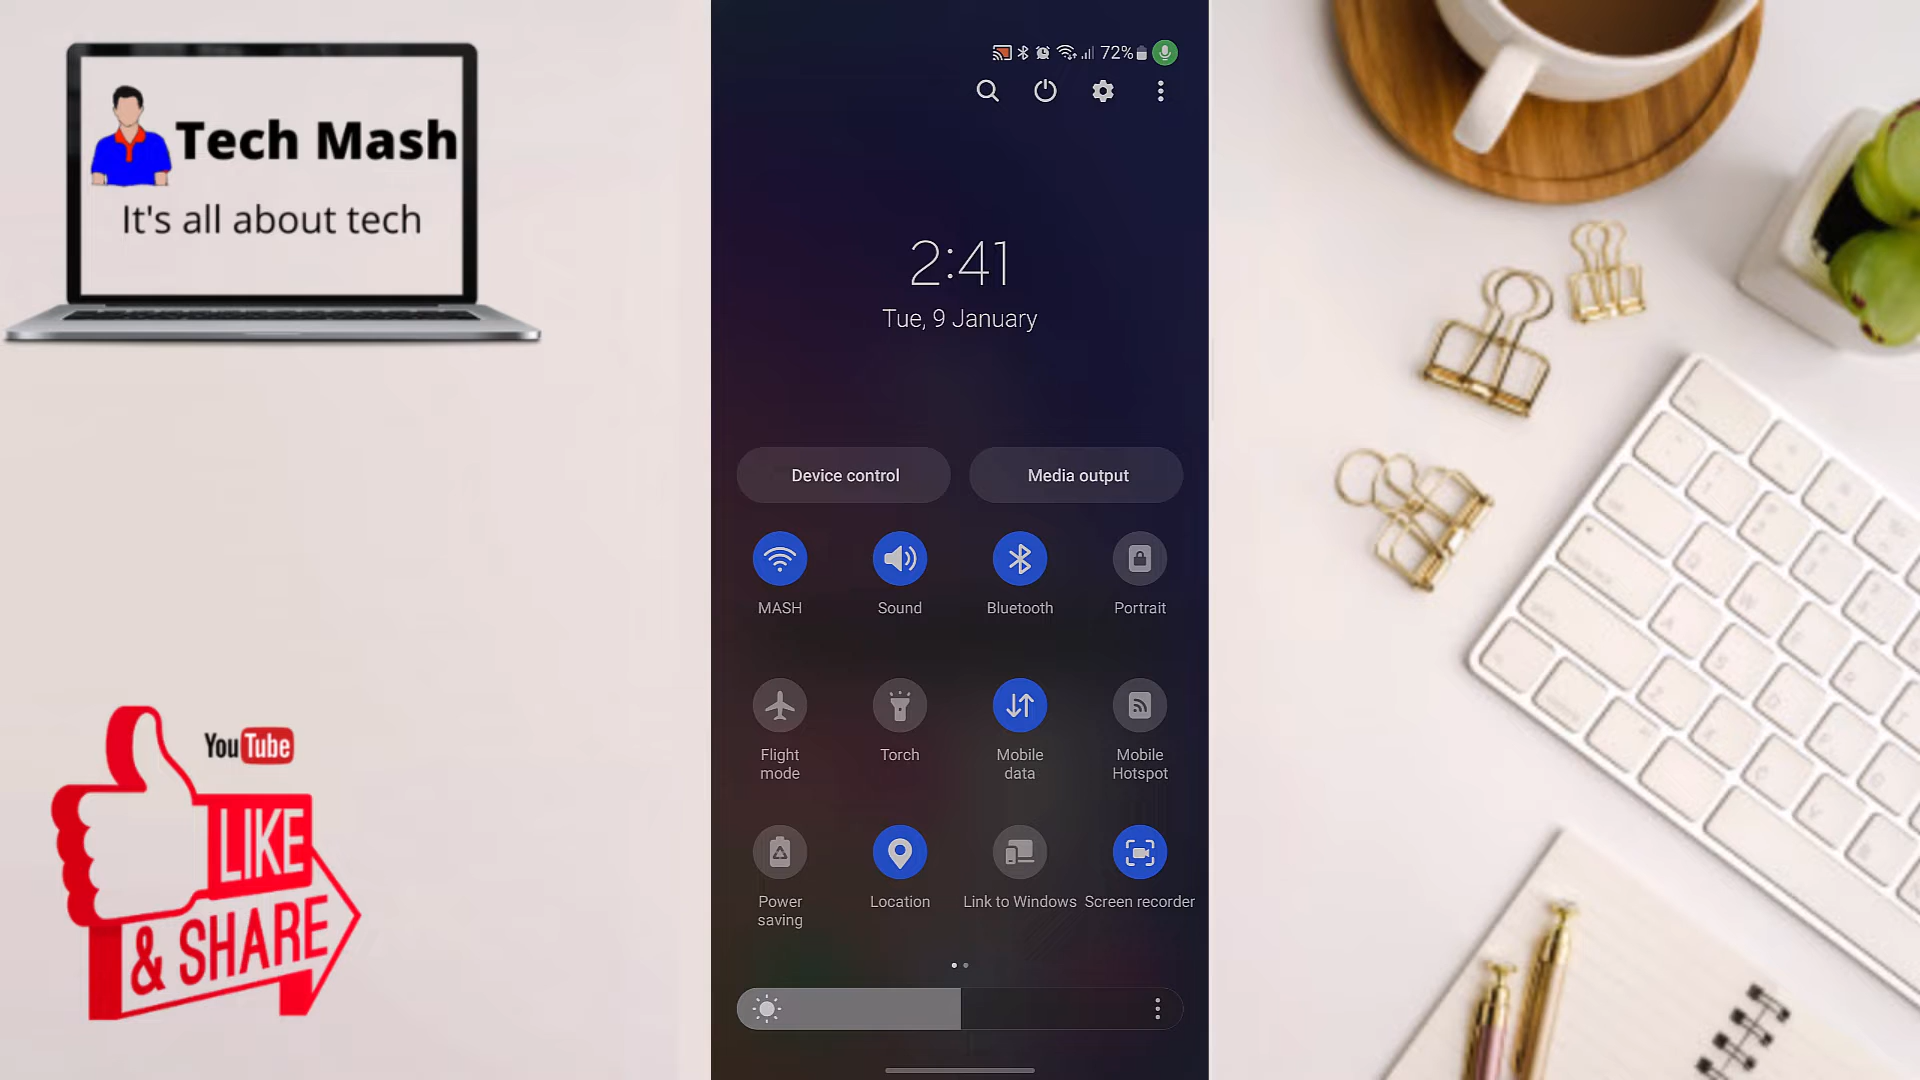 Tech Mash
It's all about tech
YouTube
LIKE
& SHARE
72%
2:41
Tue, 9 January
Device control
Media output
MASH
Sound
Bluetooth
Portrait
Flight
mode
Torch
Mobile
data
Mobile
Hotspot
Power
saving
Location
Link to Windows
Screen recorder